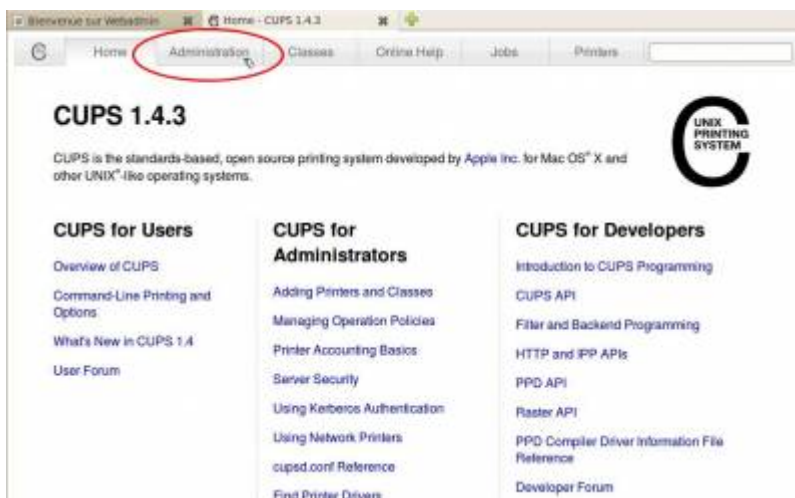 Bienvenue sur Webadmin
Home - CUPS 1.4.3
Home
Administration
Classes
Online Help
Jobs
Printers
CUPS 1.4.3
UNIX
PRINTING
SYSTEM
CUPS is the standards-based, open source printing system developed by Apple Inc. for Mac OS® X and
other UNIX®-like operating systems.
CUPS for Users
Overview of CUPS
Command-Line Printing and
Options
What's New in CUPS 1.4
User Forum
CUPS for
Administrators
Adding Printers and Classes
Managing Operation Policies
Printer Accounting Basics
Server Security
Using Kerberos Authentication
Using Network Printers
cupsd.conf Reference
Find Printer Drivers
CUPS for Developers
Introduction to CUPS Programming
CUPS API
Filter and Backend Programming
HTTP and IPP APIs
PPD API
Raster API
PPD Compiler Driver Information File
Reference
Developer Forum